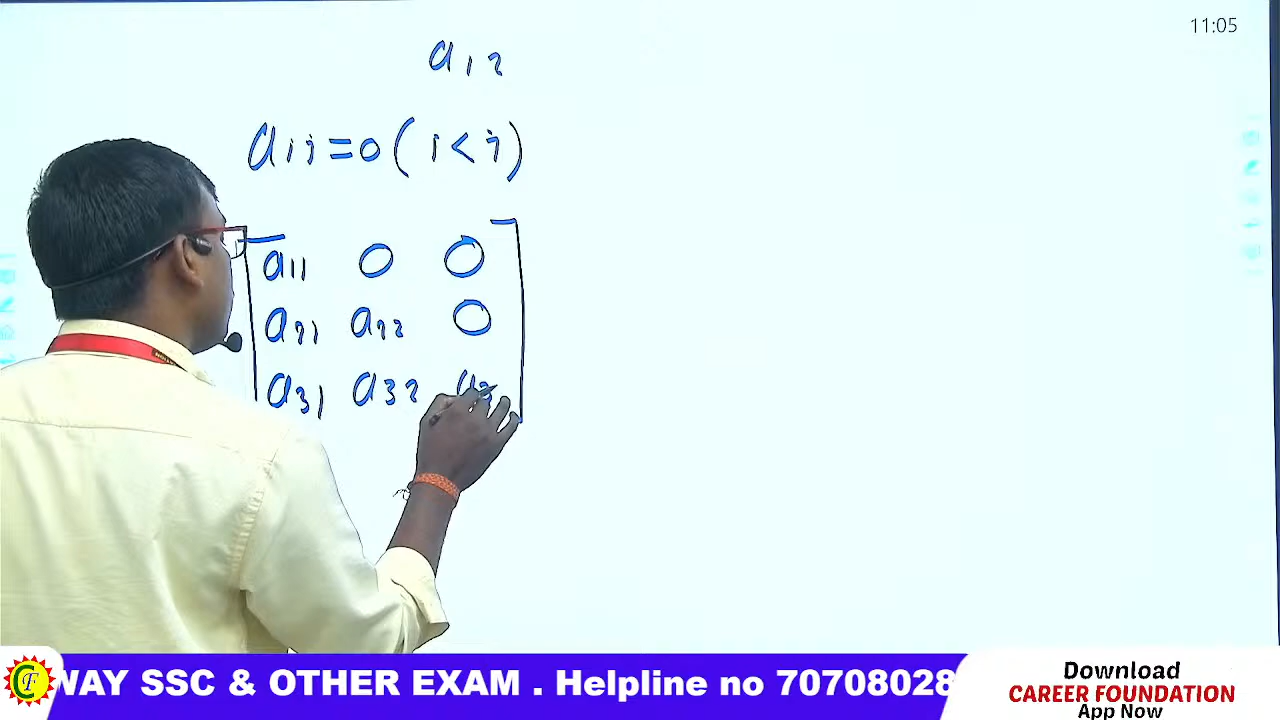 11:05
a₁₂
aᵢⱼ=0 (i<j)
a₁₁ 0 0
a₂₁ a₂₂ 0
a₃₁ a₃₂
WAY SSC & OTHER EXAM . Helpline no 70708028
Download
CAREER FOUNDATION
App Now